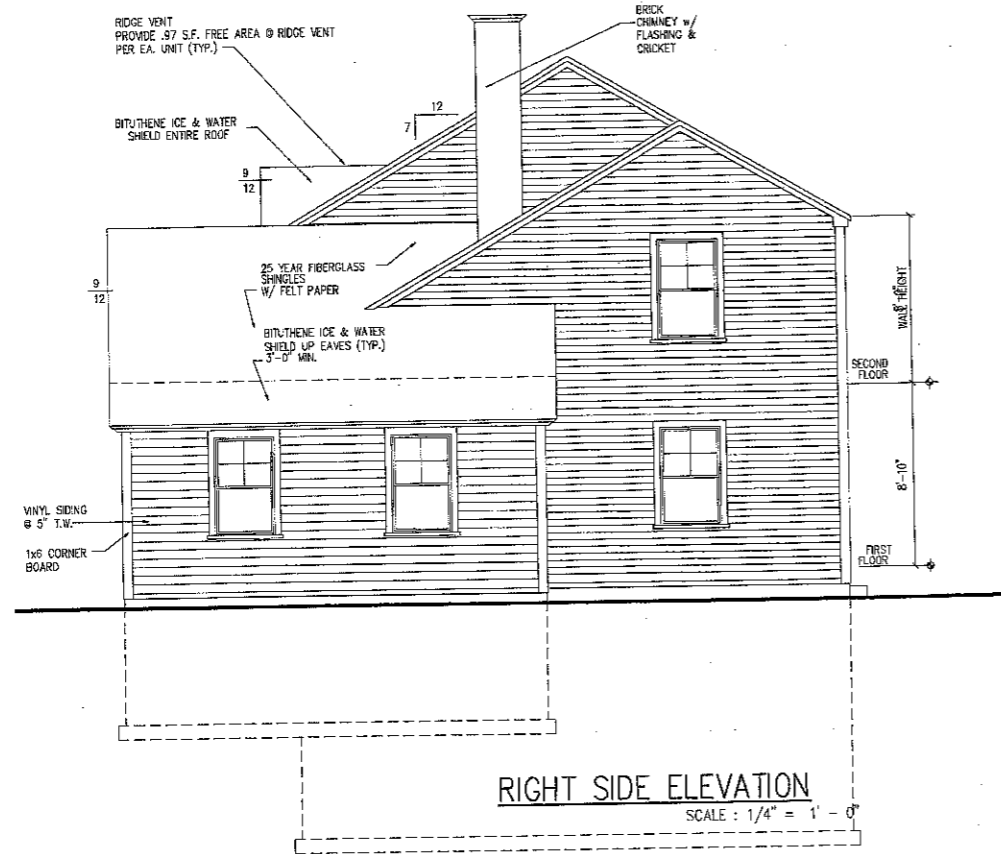 RIDGE VENT
PROVIDE .97 S.F. FREE AREA @ RIDGE VENT
PER EA. UNIT (TYP.)
BRICK
CHIMNEY w/
FLASHING &
CRICKET
12
7
BITUTHENE ICE & WATER
SHIELD ENTIRE ROOF
9
12
25 YEAR FIBERGLASS
SHINGLES
W/ FELT PAPER
9
12
BITUTHENE ICE & WATER
SHIELD UP EAVES (TYP.)
3'-0" MIN.
WALL HEIGHT
SECOND
FLOOR
8'-10"
VINYL SIDING
@ 5" T.W.
1x6 CORNER
BOARD
FIRST
FLOOR
RIGHT SIDE ELEVATION
SCALE : 1/4" = 1' - 0"